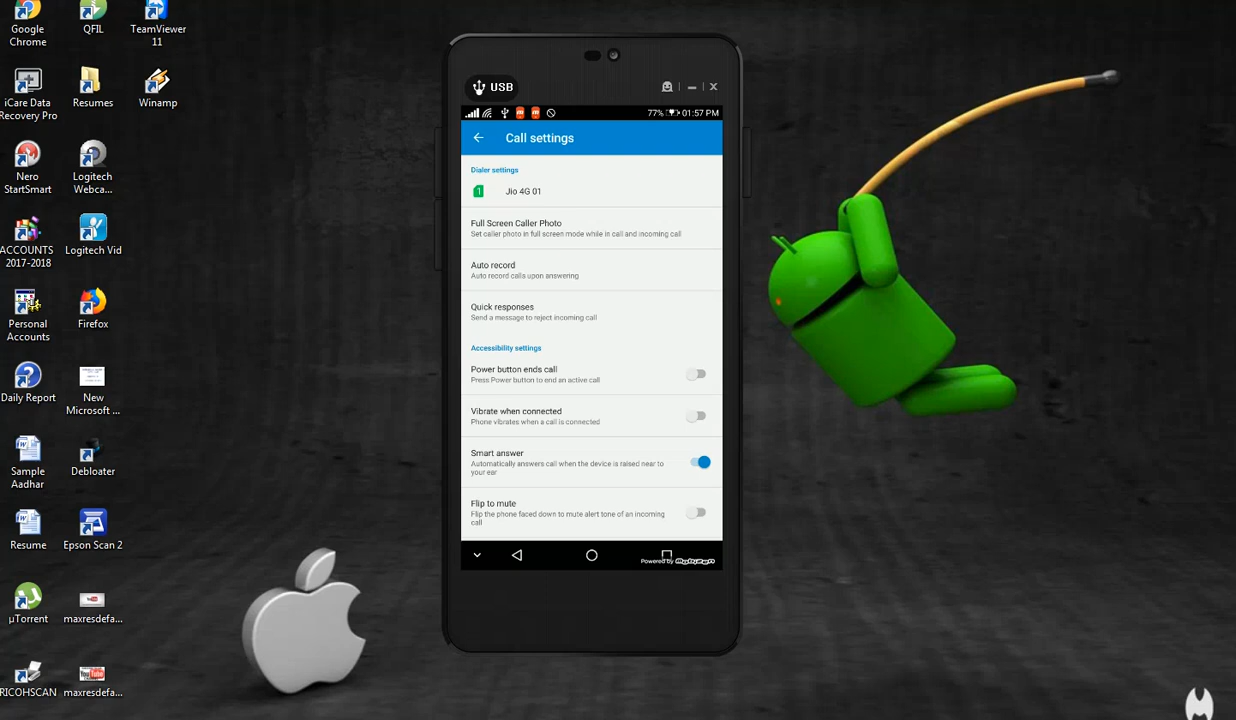 Google
Chrome
QFIL
TeamViewer
11
iCare Data
Recovery Pro
Resumes
Winamp
Nero
StartSmart
Logitech
Webca...
ACCOUNTS
2017-2018
Logitech Vid
Personal
Accounts
Firefox
Daily Report
New
Microsoft ...
Sample
Aadhar
Debloater
Resume
Epson Scan 2
µTorrent
maxresdefa...
RICOHSCAN
maxresdefa...
USB
77% 01:57 PM
Call settings
Dialer settings
1 Jio 4G 01
Full Screen Caller Photo
Set caller photo in full screen mode while in call and incoming call
Auto record
Auto record calls upon answering
Quick responses
Send a message to reject incoming call
Accessibility settings
Power button ends call
Press Power button to end an active call
Vibrate when connected
Phone vibrates when a call is connected
Smart answer
Automatically answers call when the device is raised near to
your ear
Flip to mute
Flip the phone faced down to mute alert tone of an incoming
call
Powered by Mobizen